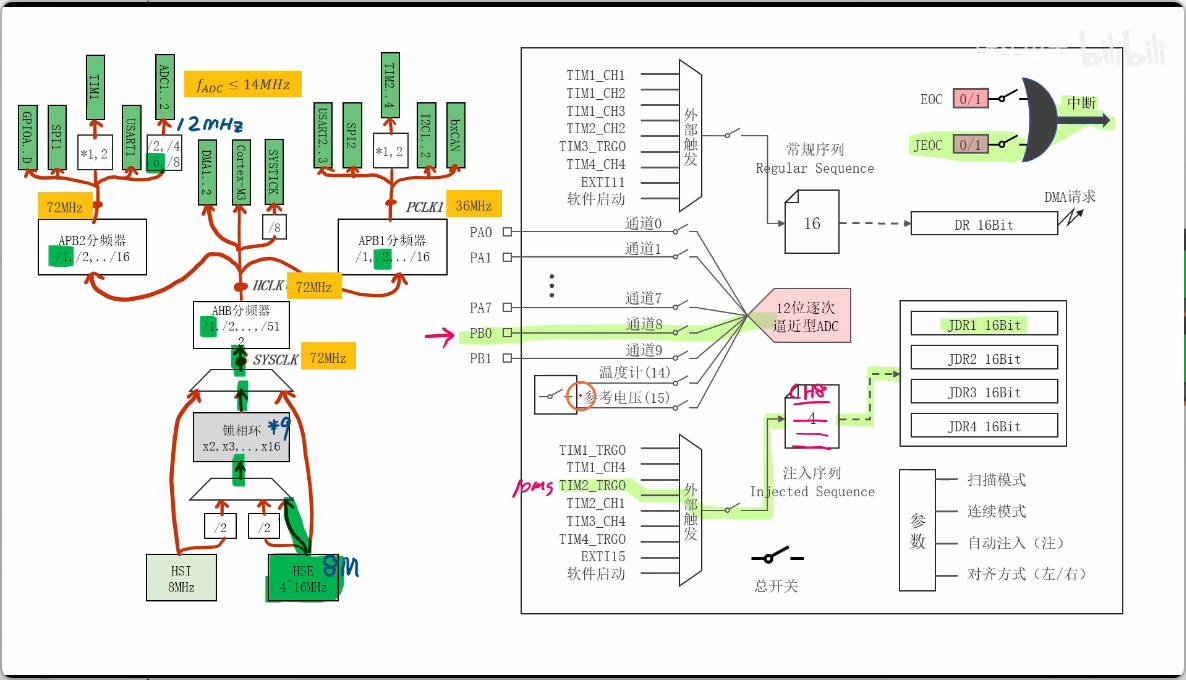 GPIOA..D
SPI1
TIM1
USART1
ADC1..2
f_ADC ≤ 14MHz
12MHz
*1,2
/2,/4
/6,/8
72MHz
APB2分频器
/1,/2,../16
DMA1..2
Cortex-M3
SYSTICK
/8
USART2..3
SPI2
TIM2..4
I2C1..2
bxCAN
*1,2
PCLK1
36MHz
APB1分频器
/1,/2,../16
HCLK
72MHz
AHB分频器
/1,/2,..,/51
2
SYSCLK
72MHz
锁相环
*9
x2,x3,..,x16
/2
/2
HSI
8MHz
HSE
4~16MHz
8M
TIM1_CH1
TIM1_CH2
TIM1_CH3
TIM2_CH2
TIM3_TRGO
TIM4_CH4
EXTI11
软件启动
外部触发
常规序列
Regular Sequence
16
DR 16Bit
DMA请求
EOC
0/1
JEOC
0/1
中断
bilibili
PA0
通道0
PA1
通道1
PA7
通道7
PB0
通道8
PB1
通道9
温度计(14)
参考电压(15)
12位逐次
逼近型ADC
JDR1 16Bit
JDR2 16Bit
JDR3 16Bit
JDR4 16Bit
CH8
4
注入序列
Injected Sequence
TIM1_TRGO
TIM1_CH4
1ms
TIM2_TRGO
TIM2_CH1
TIM3_CH4
TIM4_TRGO
EXTI15
软件启动
外部触发
总开关
参数
扫描模式
连续模式
自动注入（注）
对齐方式（左/右）